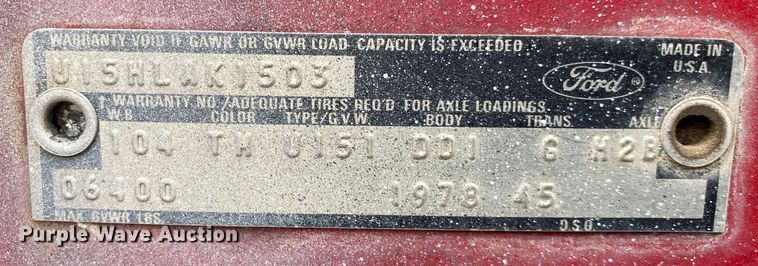 WARRANTY VOID IF GAWR OR GVWR LOAD CAPACITY IS EXCEEDED
MADE IN U.S.A.
U15HLAK1503
Ford ®
↑ WARRANTY NO./ADEQUATE TIRES REQ'D FOR AXLE LOADINGS.
W.B. COLOR TYPE/G.V.W. BODY TRANS. AXLE
104 TH U151 DD1 G H2B
06400 1978 45
MAX. GVWR LBS. D.S.O.
Purple Wave Auction